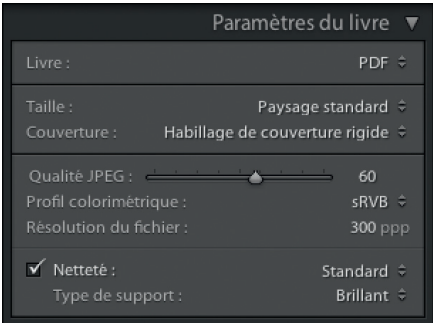 Paramètres du livre
Livre : PDF
Taille : Paysage standard
Couverture : Habillage de couverture rigide
Qualité JPEG : 60
Profil colorimétrique : sRVB
Résolution du fichier : 300 ppp
Netteté : Standard
Type de support : Brillant